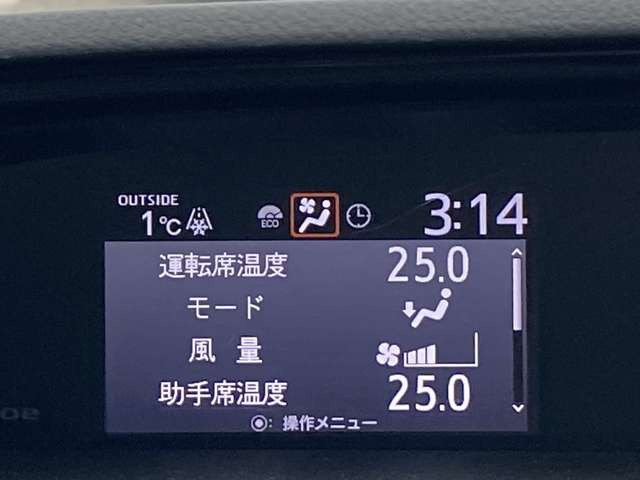 OUTSIDE
1℃ ECO 3:14
運転席温度 25.0
モード
風量
助手席温度 25.0
◉: 操作メニュー